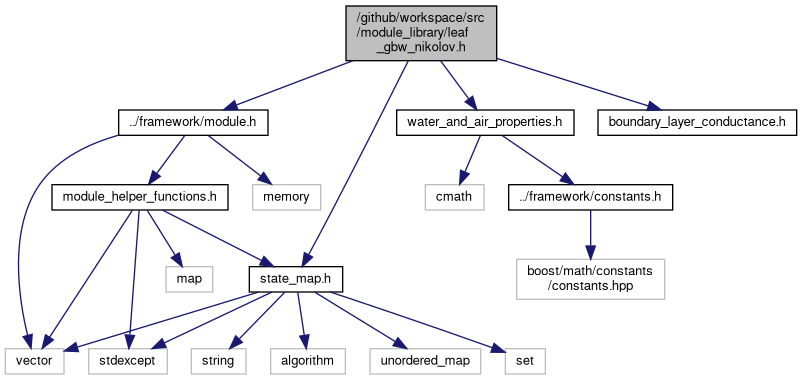 /github/workspace/src
/module_library/leaf
_gbw_nikolov.h
../framework/module.h
water_and_air_properties.h
boundary_layer_conductance.h
module_helper_functions.h
memory
cmath
../framework/constants.h
map
state_map.h
boost/math/constants
/constants.hpp
vector
stdexcept
string
algorithm
unordered_map
set